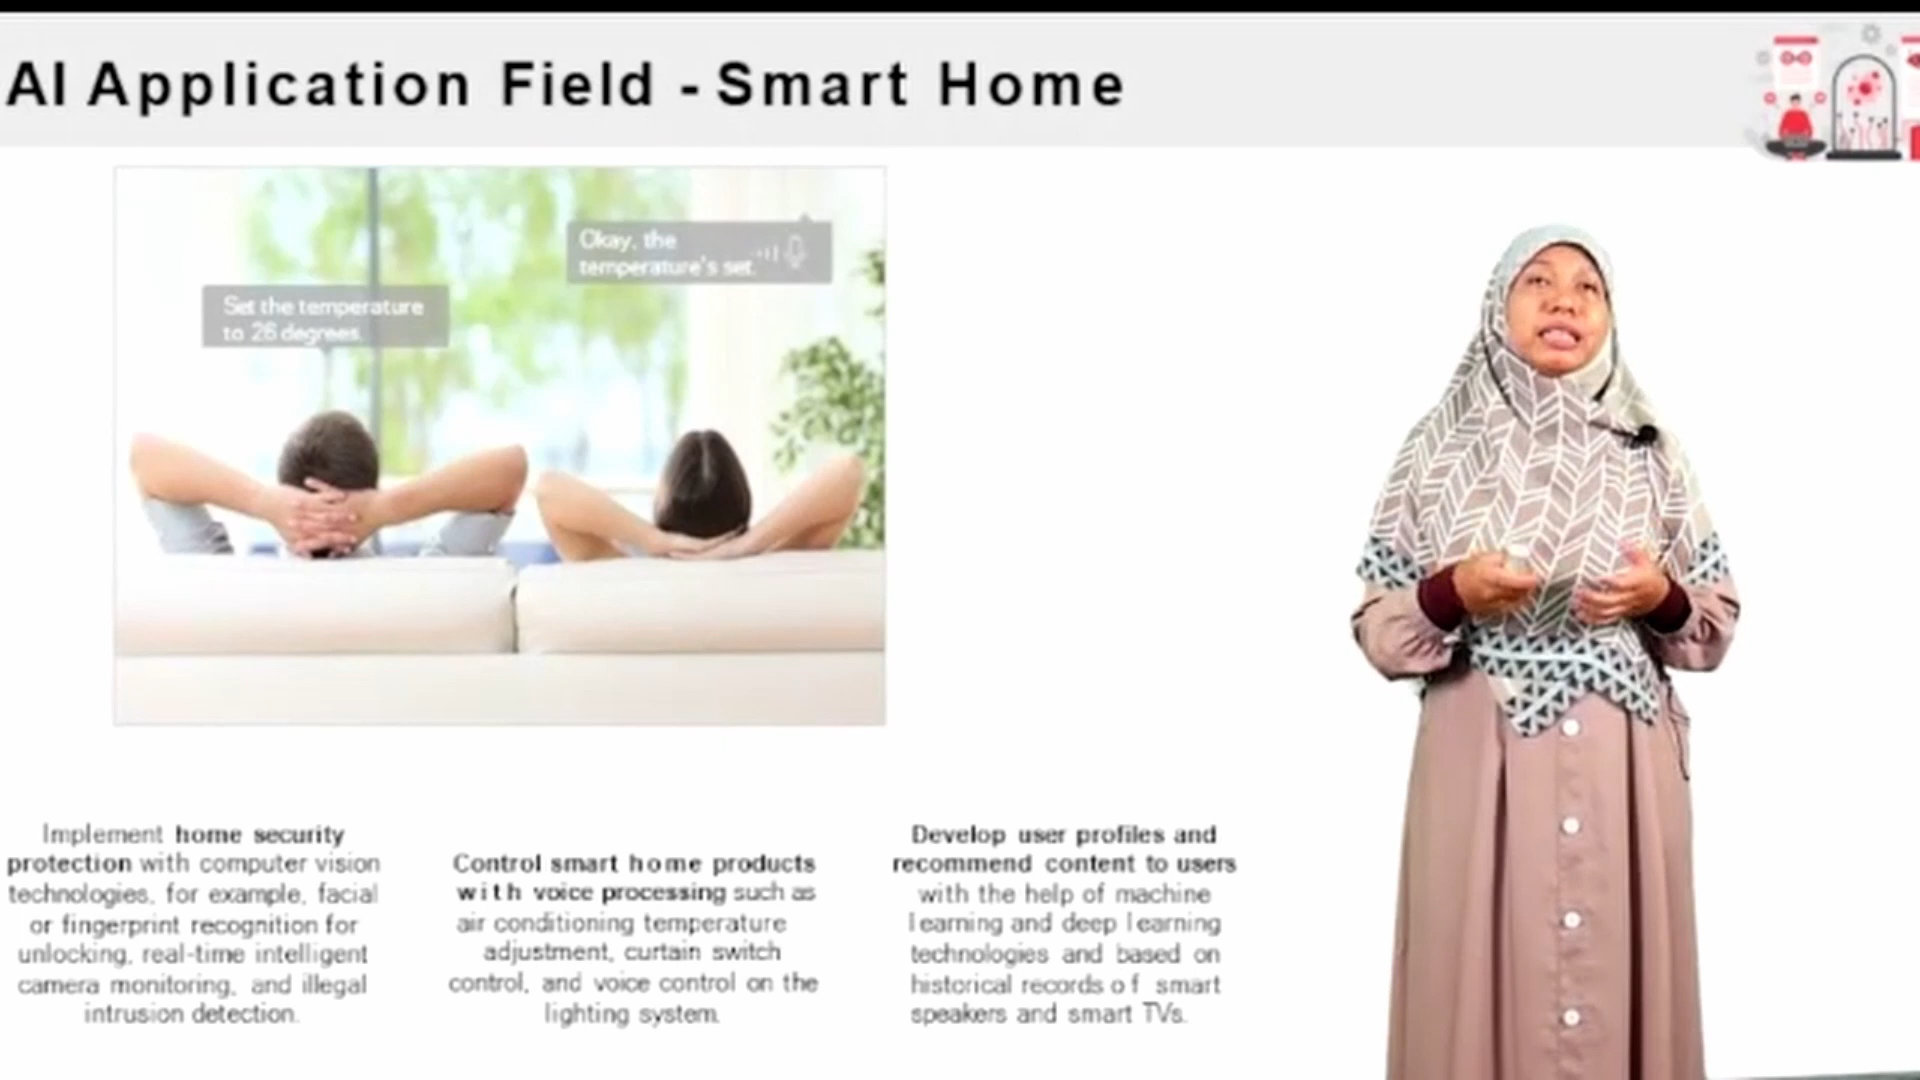 AI Application Field - Smart Home
Okay, the
temperature's set.
Set the temperature
to 26 degrees.
Implement home security
protection with computer vision
technologies, for example, facial
or fingerprint recognition for
unlocking, real-time intelligent
camera monitoring, and illegal
intrusion detection.
Control smart home products
with voice processing such as
air conditioning temperature
adjustment, curtain switch
control, and voice control on the
lighting system.
Develop user profiles and
recommend content to users
with the help of machine
learning and deep learning
technologies and based on
historical records of smart
speakers and smart TVs.